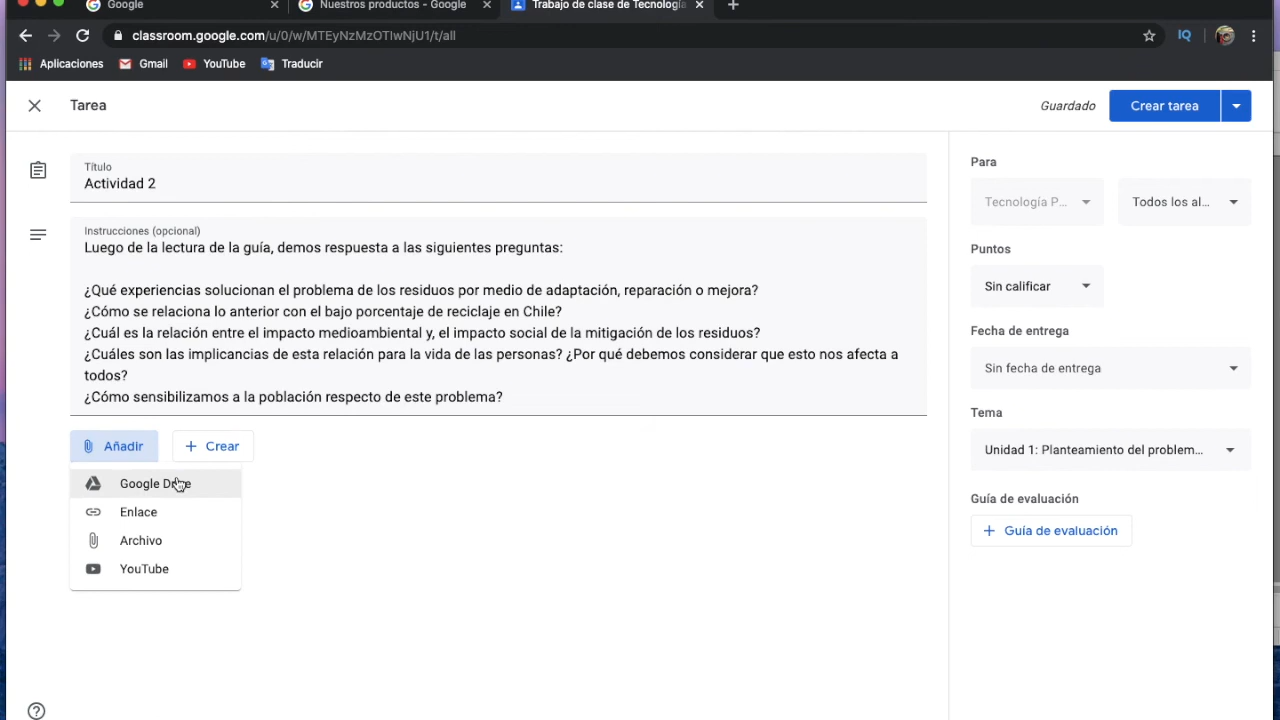 Google
Nuestros productos - Google
Trabajo de clase de Tecnología
classroom.google.com/u/0/w/MTEyNzMzOTIwNjU1/t/all
IQ
Aplicaciones
Gmail
YouTube
Traducir
Tarea
Guardado
Crear tarea
Título
Actividad 2
Instrucciones (opcional)
Luego de la lectura de la guía, demos respuesta a las siguientes preguntas:
¿Qué experiencias solucionan el problema de los residuos por medio de adaptación, reparación o mejora?
¿Cómo se relaciona lo anterior con el bajo porcentaje de reciclaje en Chile?
¿Cuál es la relación entre el impacto medioambiental y, el impacto social de la mitigación de los residuos?
¿Cuáles son las implicancias de esta relación para la vida de las personas? ¿Por qué debemos considerar que esto nos afecta a
todos?
¿Cómo sensibilizamos a la población respecto de este problema?
Añadir
Crear
Google Drive
Enlace
Archivo
YouTube
Para
Tecnología P...
Todos los al...
Puntos
Sin calificar
Fecha de entrega
Sin fecha de entrega
Tema
Unidad 1: Planteamiento del problem...
Guía de evaluación
Guía de evaluación